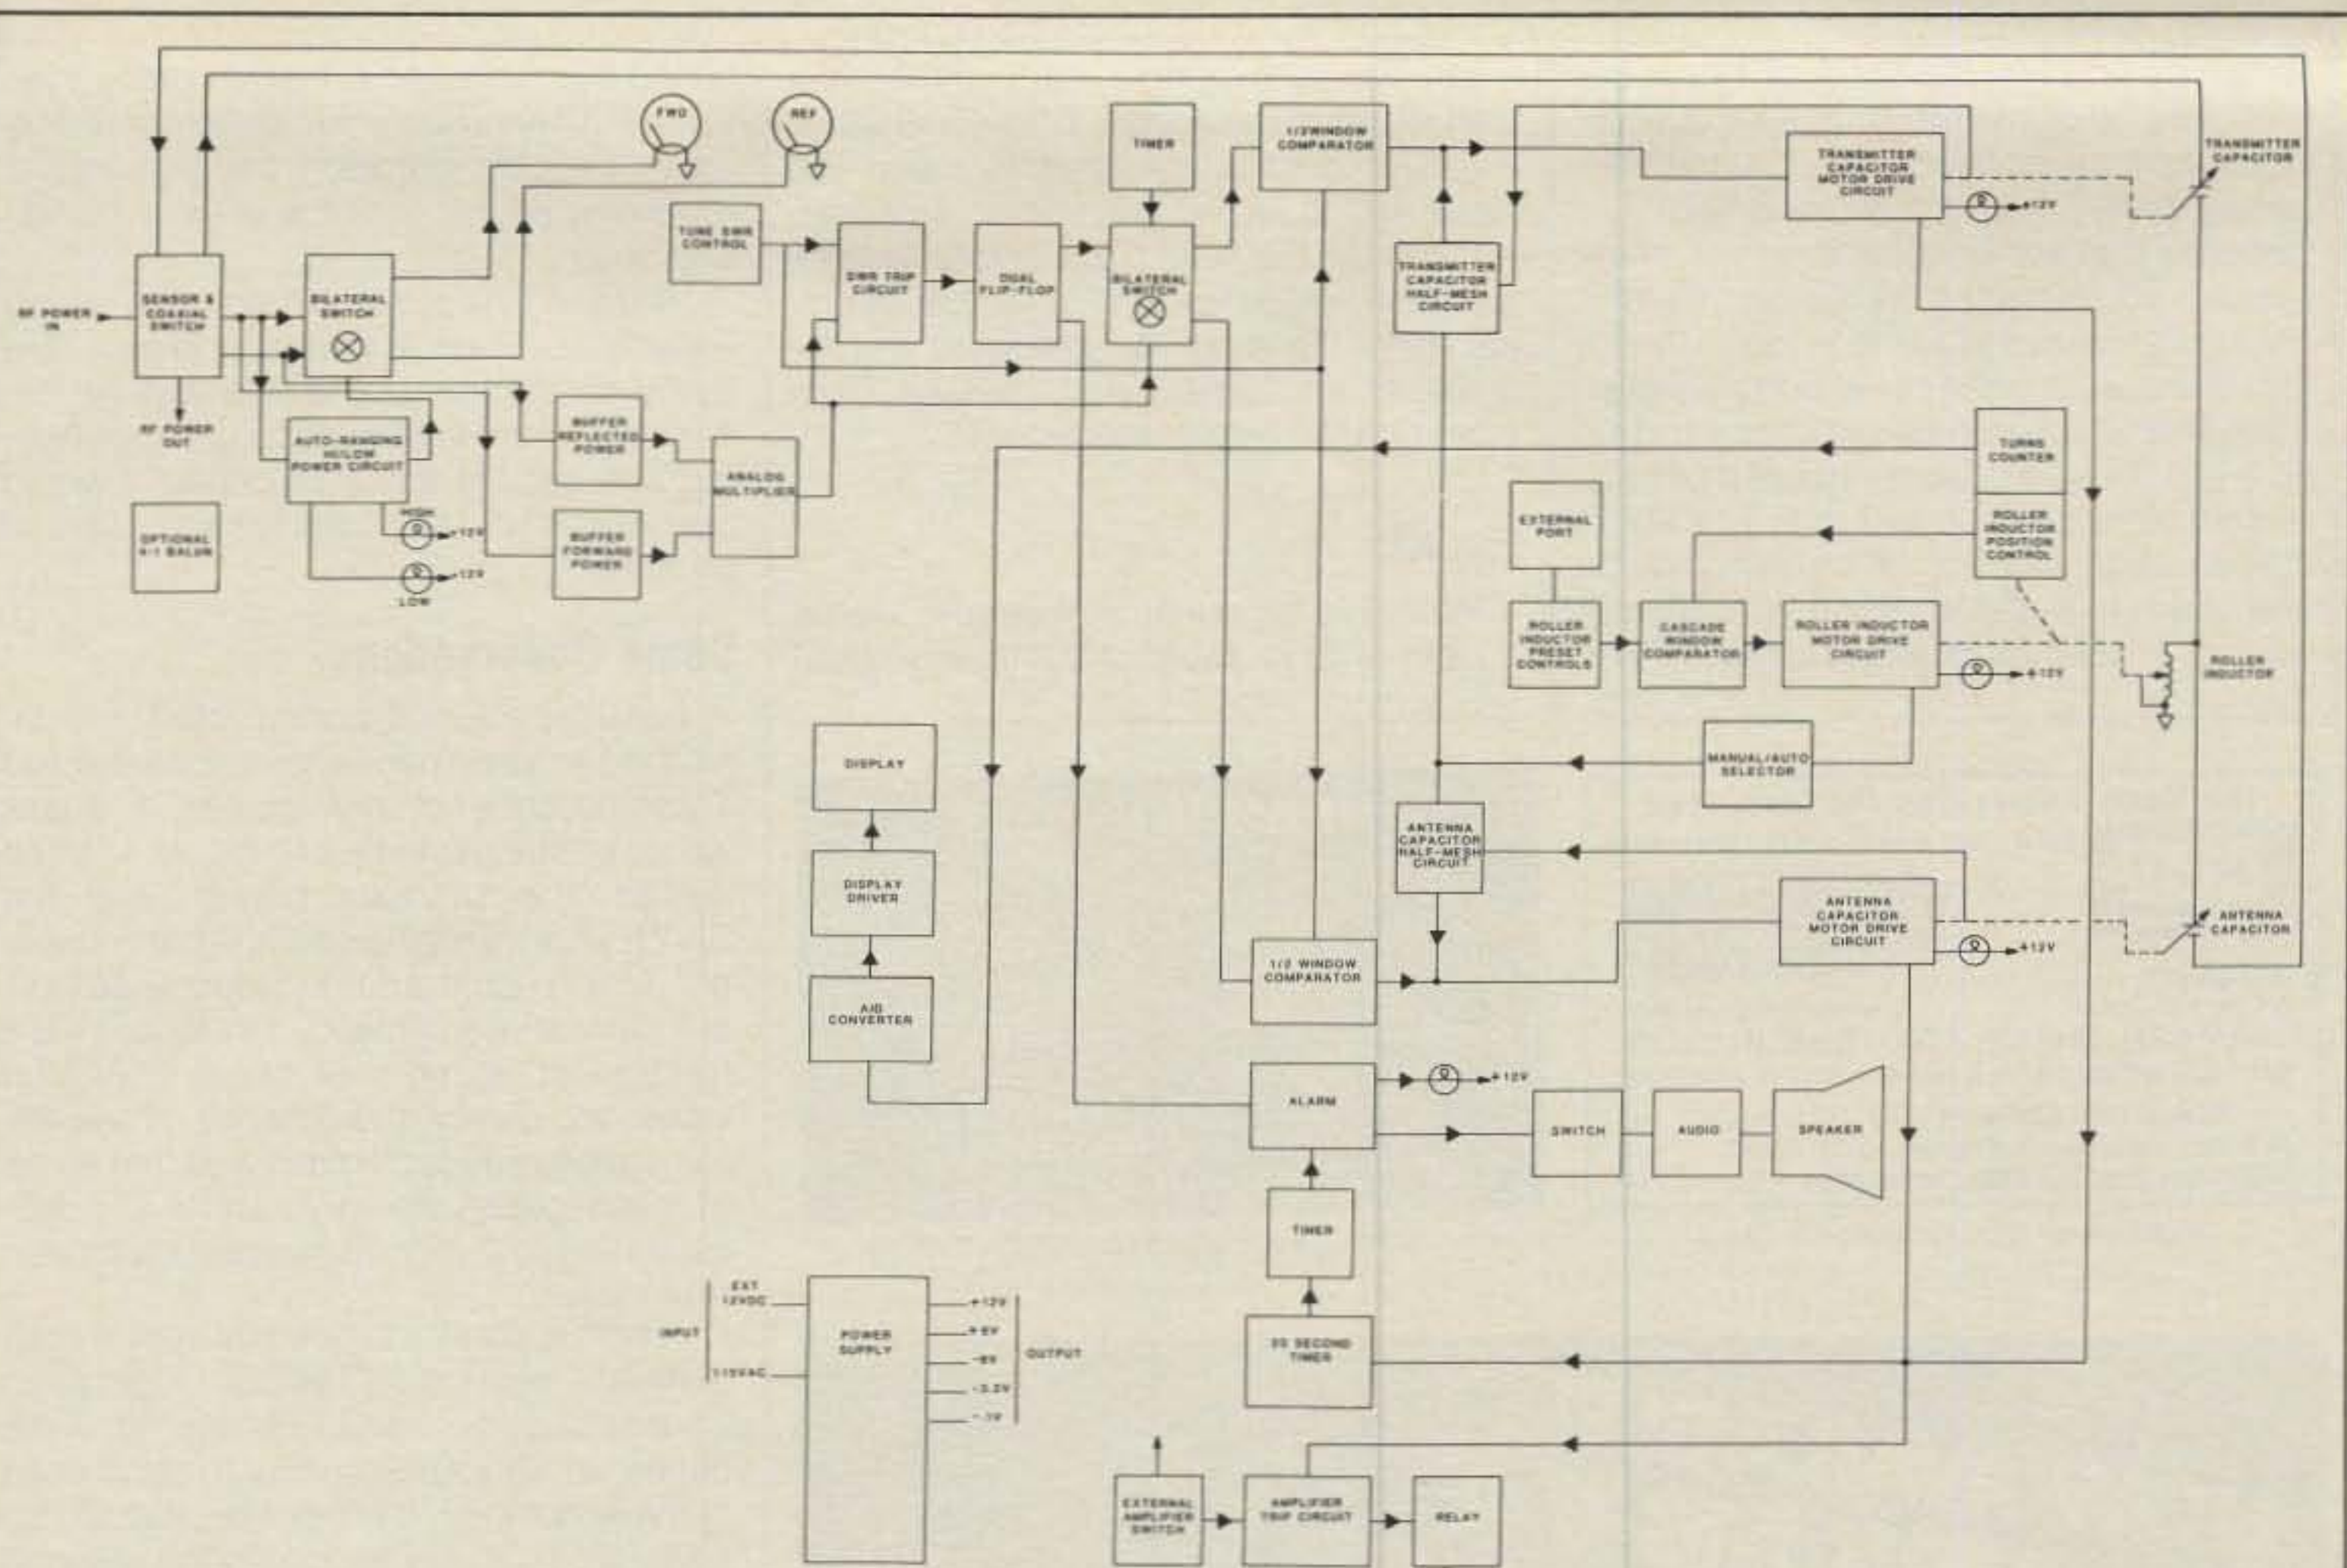 FWD
REF
TIMER
1/2 WINDOW
COMPARATOR
TRANSMITTER
CAPACITOR
MOTOR DRIVE
CIRCUIT
TRANSMITTER
CAPACITOR
+12V
TUNE SWR
CONTROL
SWR TRIP
CIRCUIT
DUAL
FLIP-FLOP
BILATERAL
SWITCH
TRANSMITTER
CAPACITOR
HALF-MESH
CIRCUIT
RF POWER
IN
SENSOR &
COAXIAL
SWITCH
BILATERAL
SWITCH
RF POWER
OUT
AUTO-RANGING
HI/LOW
POWER CIRCUIT
BUFFER
REFLECTED
POWER
ANALOG
MULTIPLIER
TURNS
COUNTER
OPTIONAL
4-1 BALUN
HIGH
+12V
+12V
LOW
BUFFER
FORWARD
POWER
EXTERNAL
PORT
ROLLER
INDUCTOR
POSITION
CONTROL
ROLLER
INDUCTOR
PRESET
CONTROLS
CASCADE
WINDOW
COMPARATOR
ROLLER INDUCTOR
MOTOR DRIVE
CIRCUIT
+12V
ROLLER
INDUCTOR
DISPLAY
MANUAL/AUTO
SELECTOR
DISPLAY
DRIVER
ANTENNA
CAPACITOR
HALF-MESH
CIRCUIT
ANTENNA
CAPACITOR
MOTOR DRIVE
CIRCUIT
+12V
ANTENNA
CAPACITOR
A/D
CONVERTER
1/2 WINDOW
COMPARATOR
ALARM
+12V
SWITCH
AUDIO
SPEAKER
TIMER
INPUT
EXT
12VDC
115VAC
POWER
SUPPLY
+12V
+6V
-6V
OUTPUT
SECOND
TIMER
EXTERNAL
AMPLIFIER
SWITCH
AMPLIFIER
TRIP CIRCUIT
RELAY